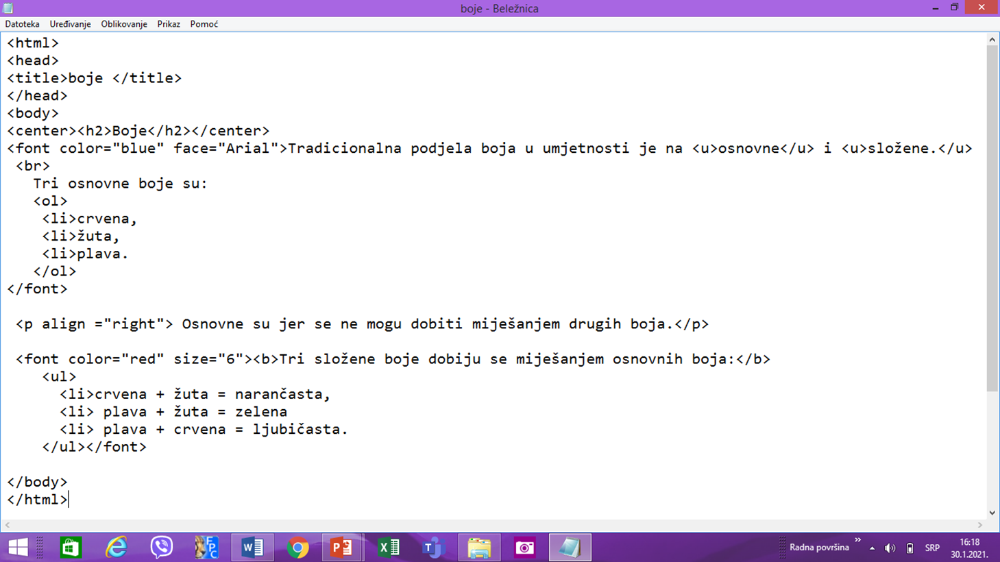 boje - Beležnica
Datoteka Uređivanje Oblikovanje Prikaz Pomoć
<html>
<head>
<title>boje </title>
</head>
<body>
<center><h2>Boje</h2></center>
<font color="blue" face="Arial">Tradicionalna podjela boja u umjetnosti je na <u>osnovne</u> i <u>složene.</u>
<br>
Tri osnovne boje su:
<ol>
<li>crvena,
<li>žuta,
<li>plava.
</ol>
</font>
<p align ="right"> Osnovne su jer se ne mogu dobiti miješanjem drugih boja.</p>
<font color="red" size="6"><b>Tri složene boje dobiju se miješanjem osnovnih boja:</b>
<ul>
<li>crvena + žuta = narančasta,
<li> plava + žuta = zelena
<li> plava + crvena = ljubičasta.
</ul></font>
</body>
</html>
FPC
Radna površina » SRP 16:18
30.1.2021.